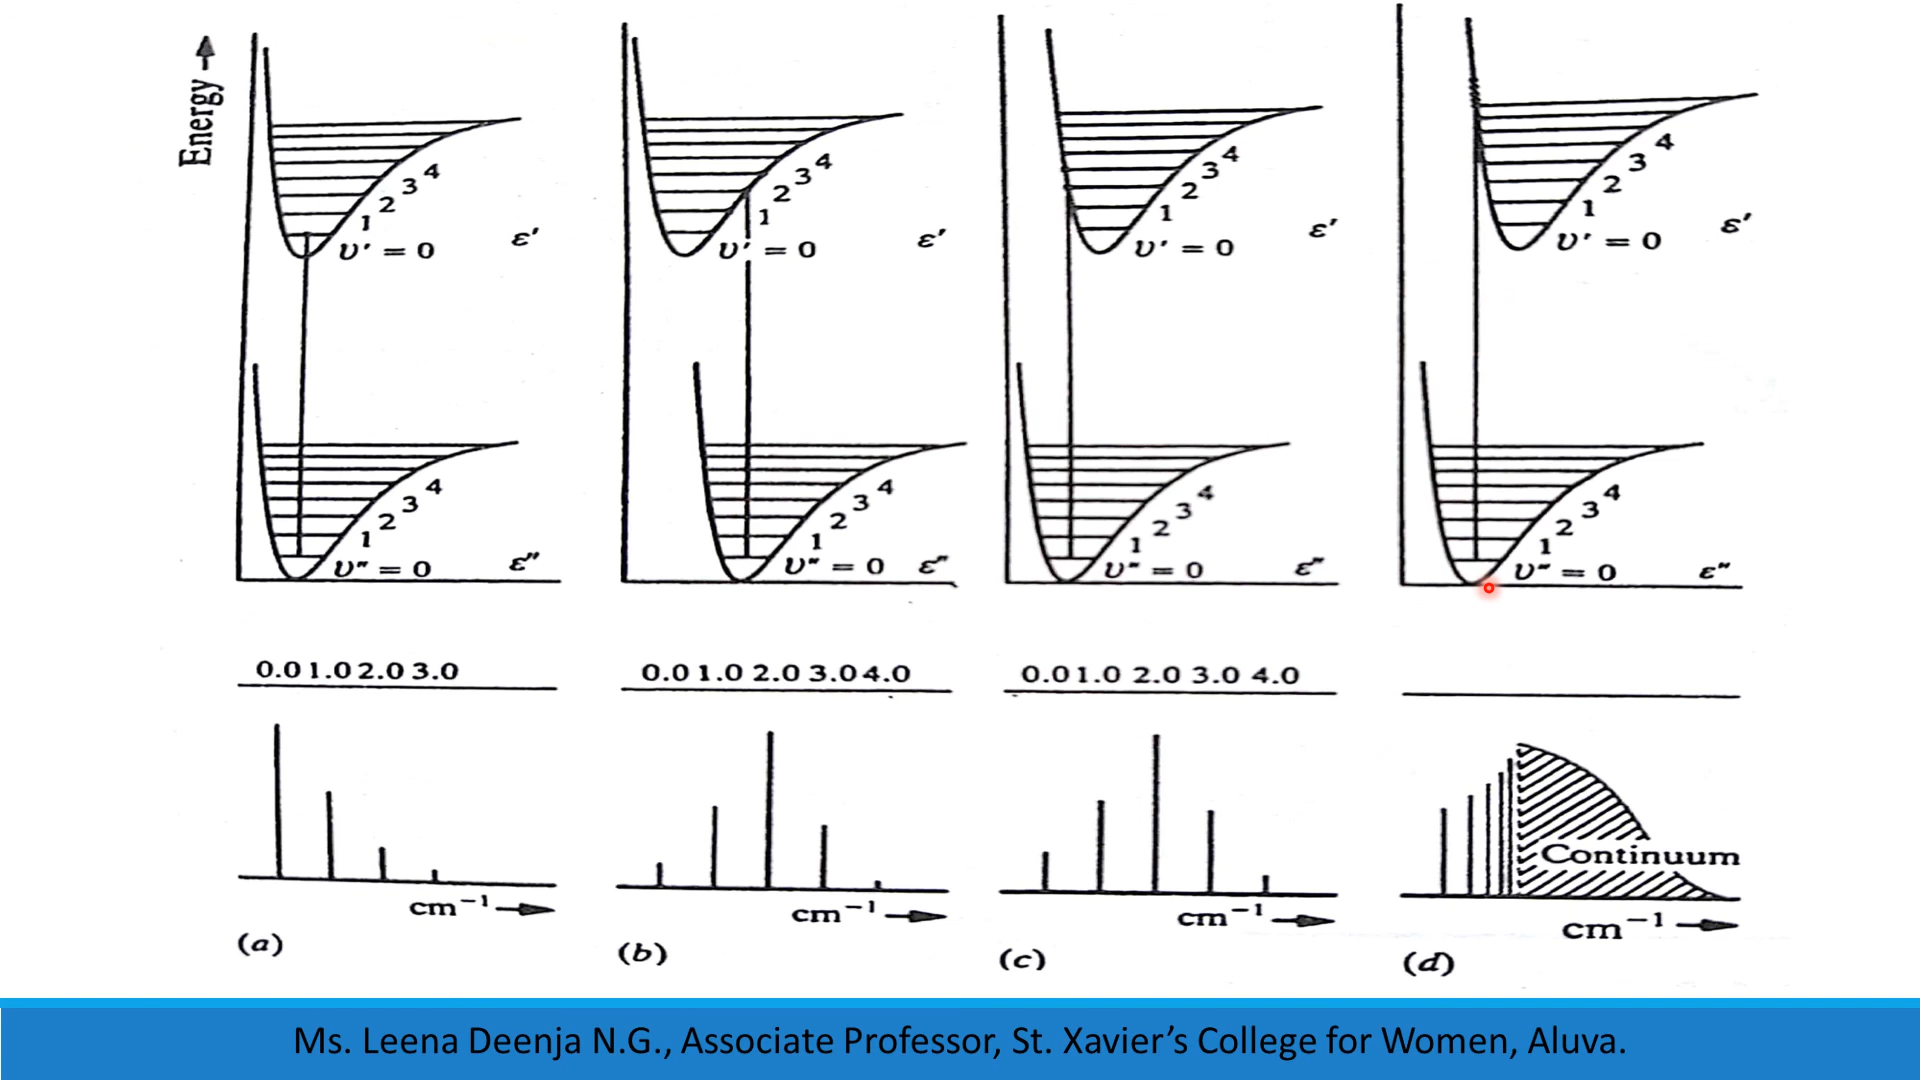 Energy
4
3
2
1
υ' = 0
ε'
4
3
2
1
υ' = 0
ε'
4
3
2
1
υ' = 0
ε'
4
3
2
1
υ' = 0
ε'
4
3
2
1
υ" = 0
ε"
4
3
2
1
υ" = 0
ε"
4
3
2
1
υ" = 0
ε"
4
3
2
1
υ" = 0
ε"
0.0 1.0 2.0 3.0
0.0 1.0 2.0 3.0 4.0
0.0 1.0 2.0 3.0 4.0
Continuum
cm⁻¹
cm⁻¹
cm⁻¹
cm⁻¹
(a)
(b)
(c)
(d)
Ms. Leena Deenja N.G., Associate Professor, St. Xavier’s College for Women, Aluva.